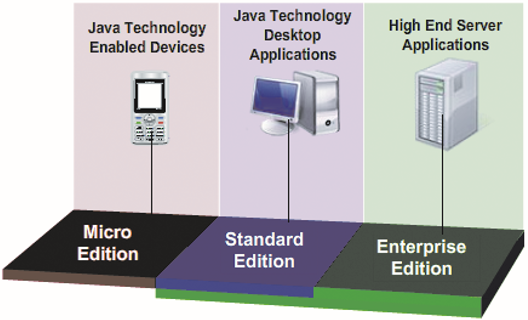 Java Technology
Enabled Devices
Java Technology
Desktop
Applications
High End Server
Applications
Micro
Edition
Standard
Edition
Enterprise
Edition